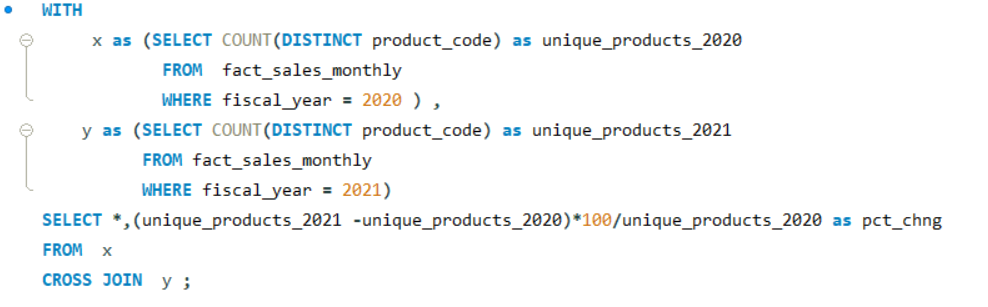 WITH
x as (SELECT COUNT(DISTINCT product_code) as unique_products_2020
FROM  fact_sales_monthly
WHERE fiscal_year = 2020 ) ,
y as (SELECT COUNT(DISTINCT product_code) as unique_products_2021
FROM fact_sales_monthly
WHERE fiscal_year = 2021)
SELECT *,(unique_products_2021 -unique_products_2020)*100/unique_products_2020 as pct_chng
FROM  x
CROSS JOIN  y ;